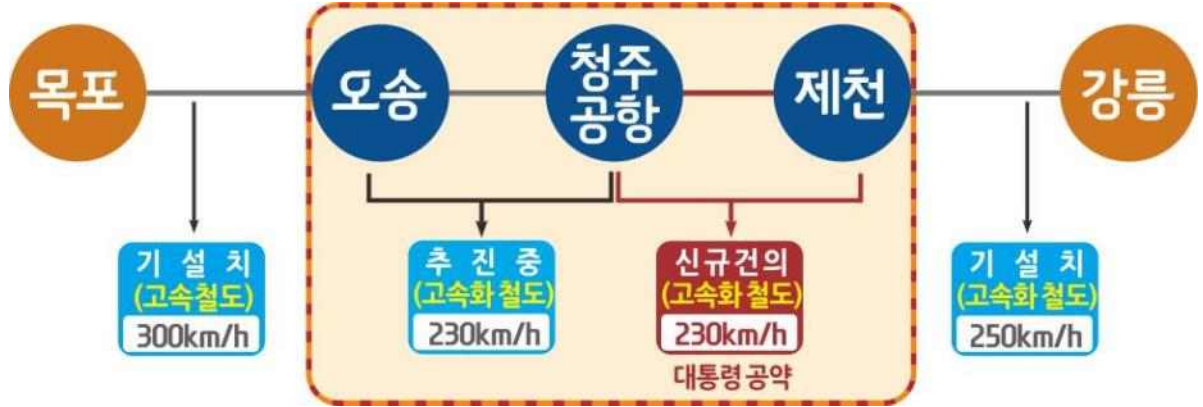 목포
오송
청주
공항
제천
강릉
기 설 치
(고속철도)
300km/h
추 진 중
(고속화 철도)
230km/h
신규건의
(고속화 철도)
230km/h
대통령 공약
기 설 치
(고속화 철도)
250km/h